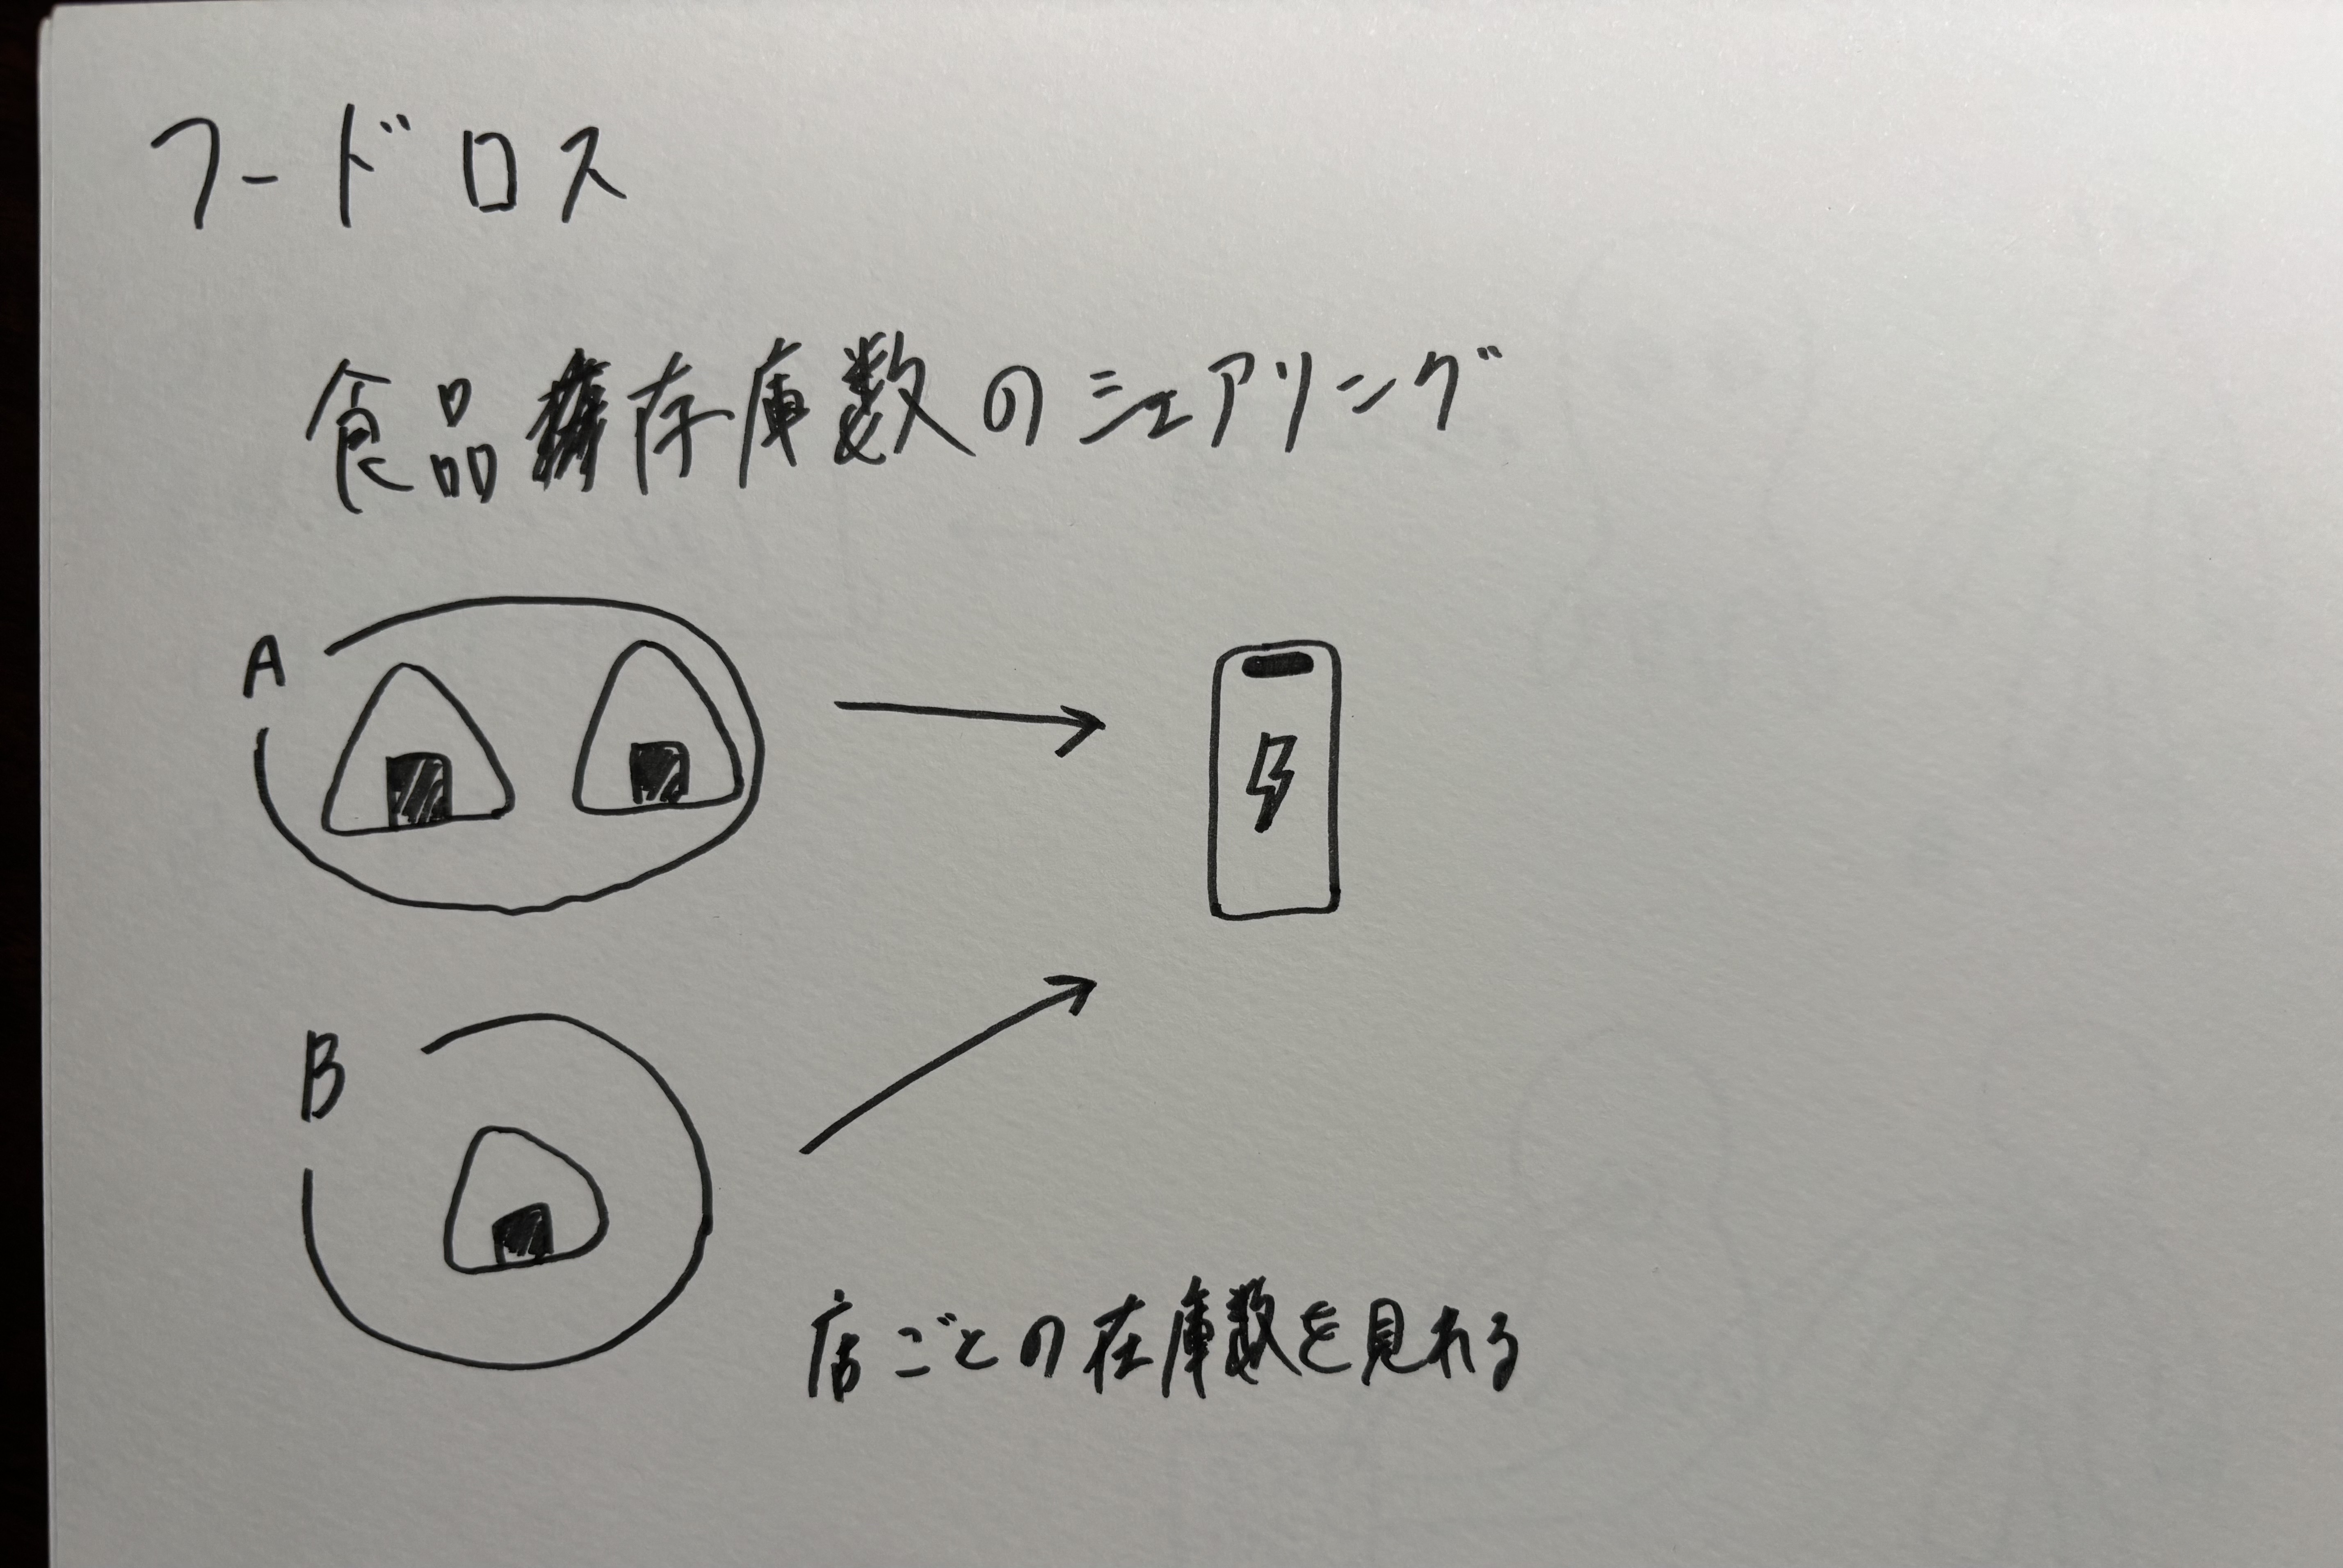 フードロス
食品存庫数のシェアリング
A
B
店ごとの在庫数を見れる